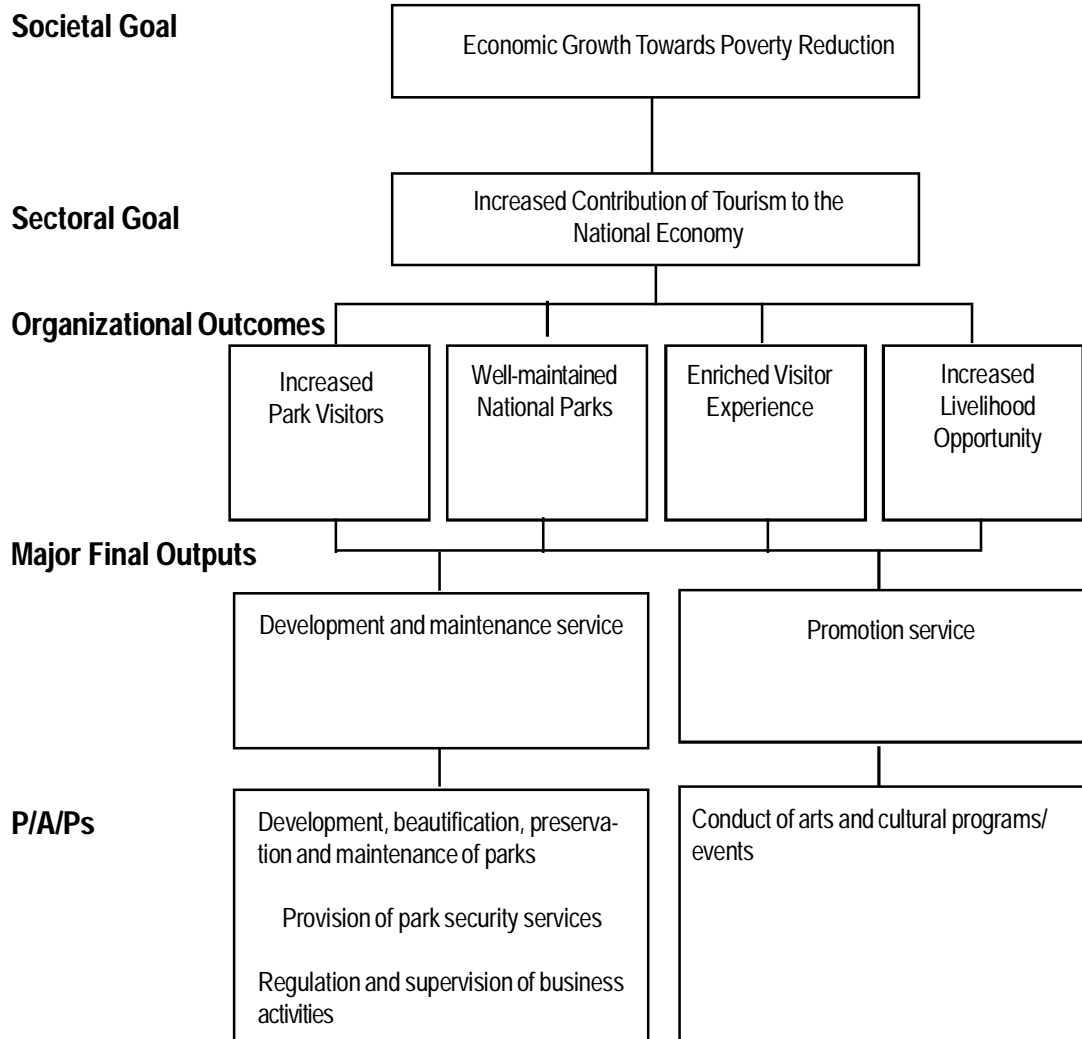 Societal Goal
Economic Growth Towards Poverty Reduction
Sectoral Goal
Increased Contribution of Tourism to the
National Economy
Organizational Outcomes
Increased
Park Visitors
Well-maintained
National Parks
Enriched Visitor
Experience
Increased
Livelihood
Opportunity
Major Final Outputs
Development and maintenance service
Promotion service
P/A/Ps
Development, beautification, preserva-
tion and maintenance of parks
Provision of park security services
Regulation and supervision of business
activities
Conduct of arts and cultural programs/
events